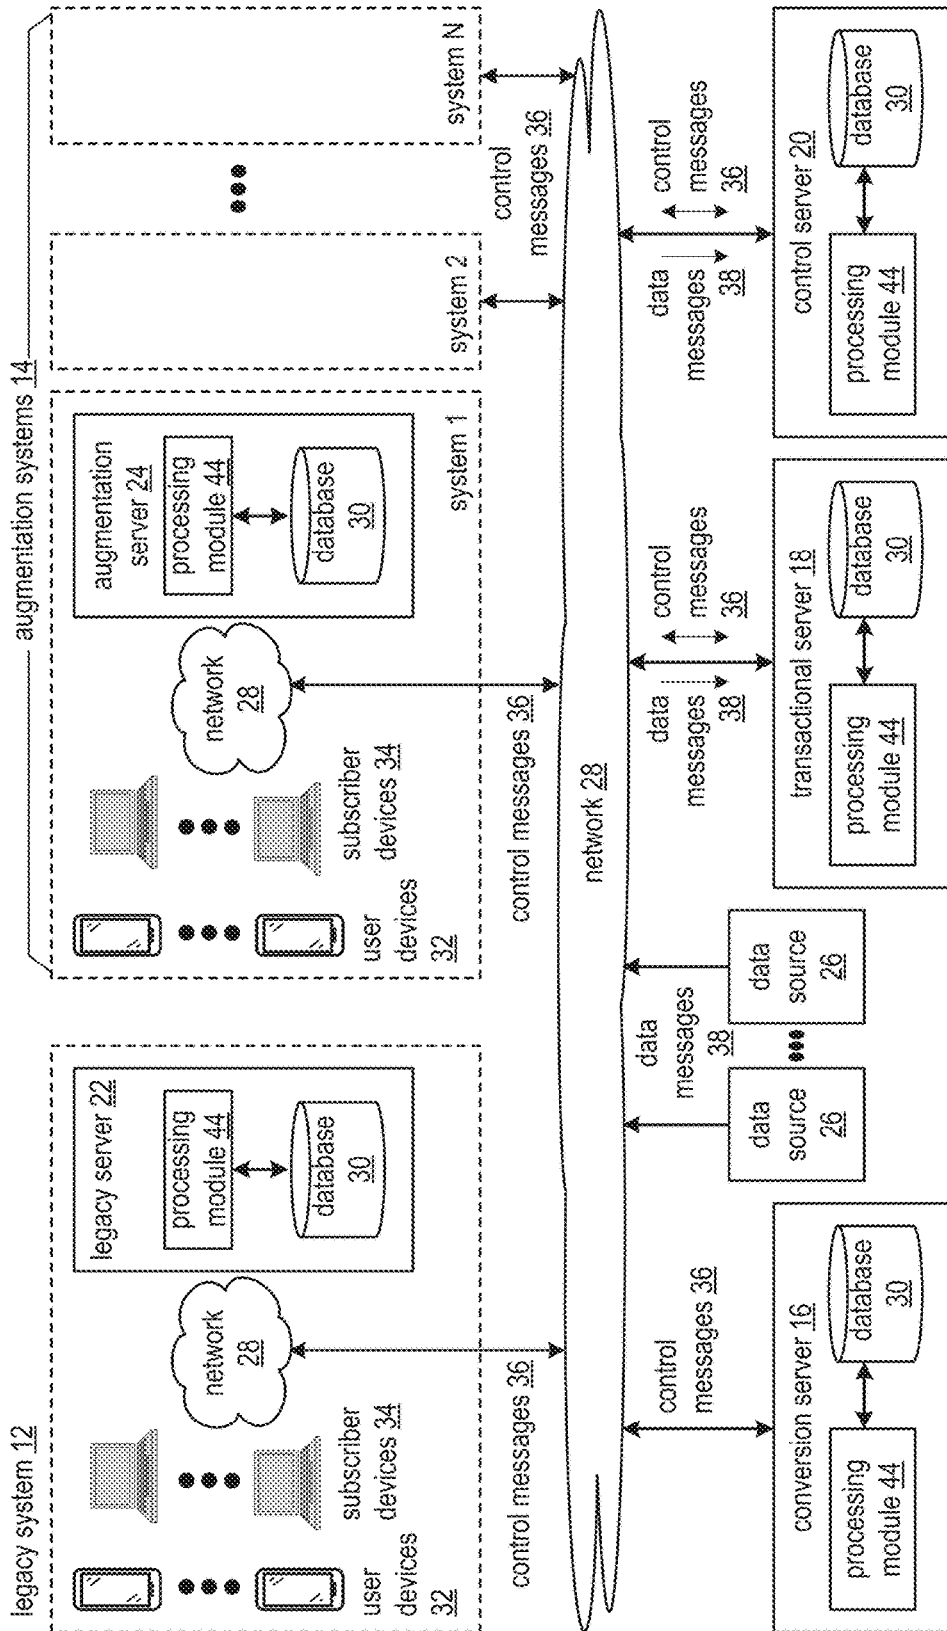 legacy system 12
user
devices
32
subscriber
devices 34
network
28
legacy server 22
processing
module 44
database
30
control messages 36
augmentation systems 14
user
devices
32
subscriber
devices 34
network
28
augmentation
server 24
processing
module 44
database
30
system 1
control messages 36
system 2
system N
control
messages 36
network 28
control
messages 36
data
messages
38
data
messages
38
control
messages
36
data
messages
38
control
messages
36
conversion server 16
processing
module 44
database
30
data
source
26
data
source
26
transactional server 18
processing
module 44
database
30
control server 20
processing
module 44
database
30